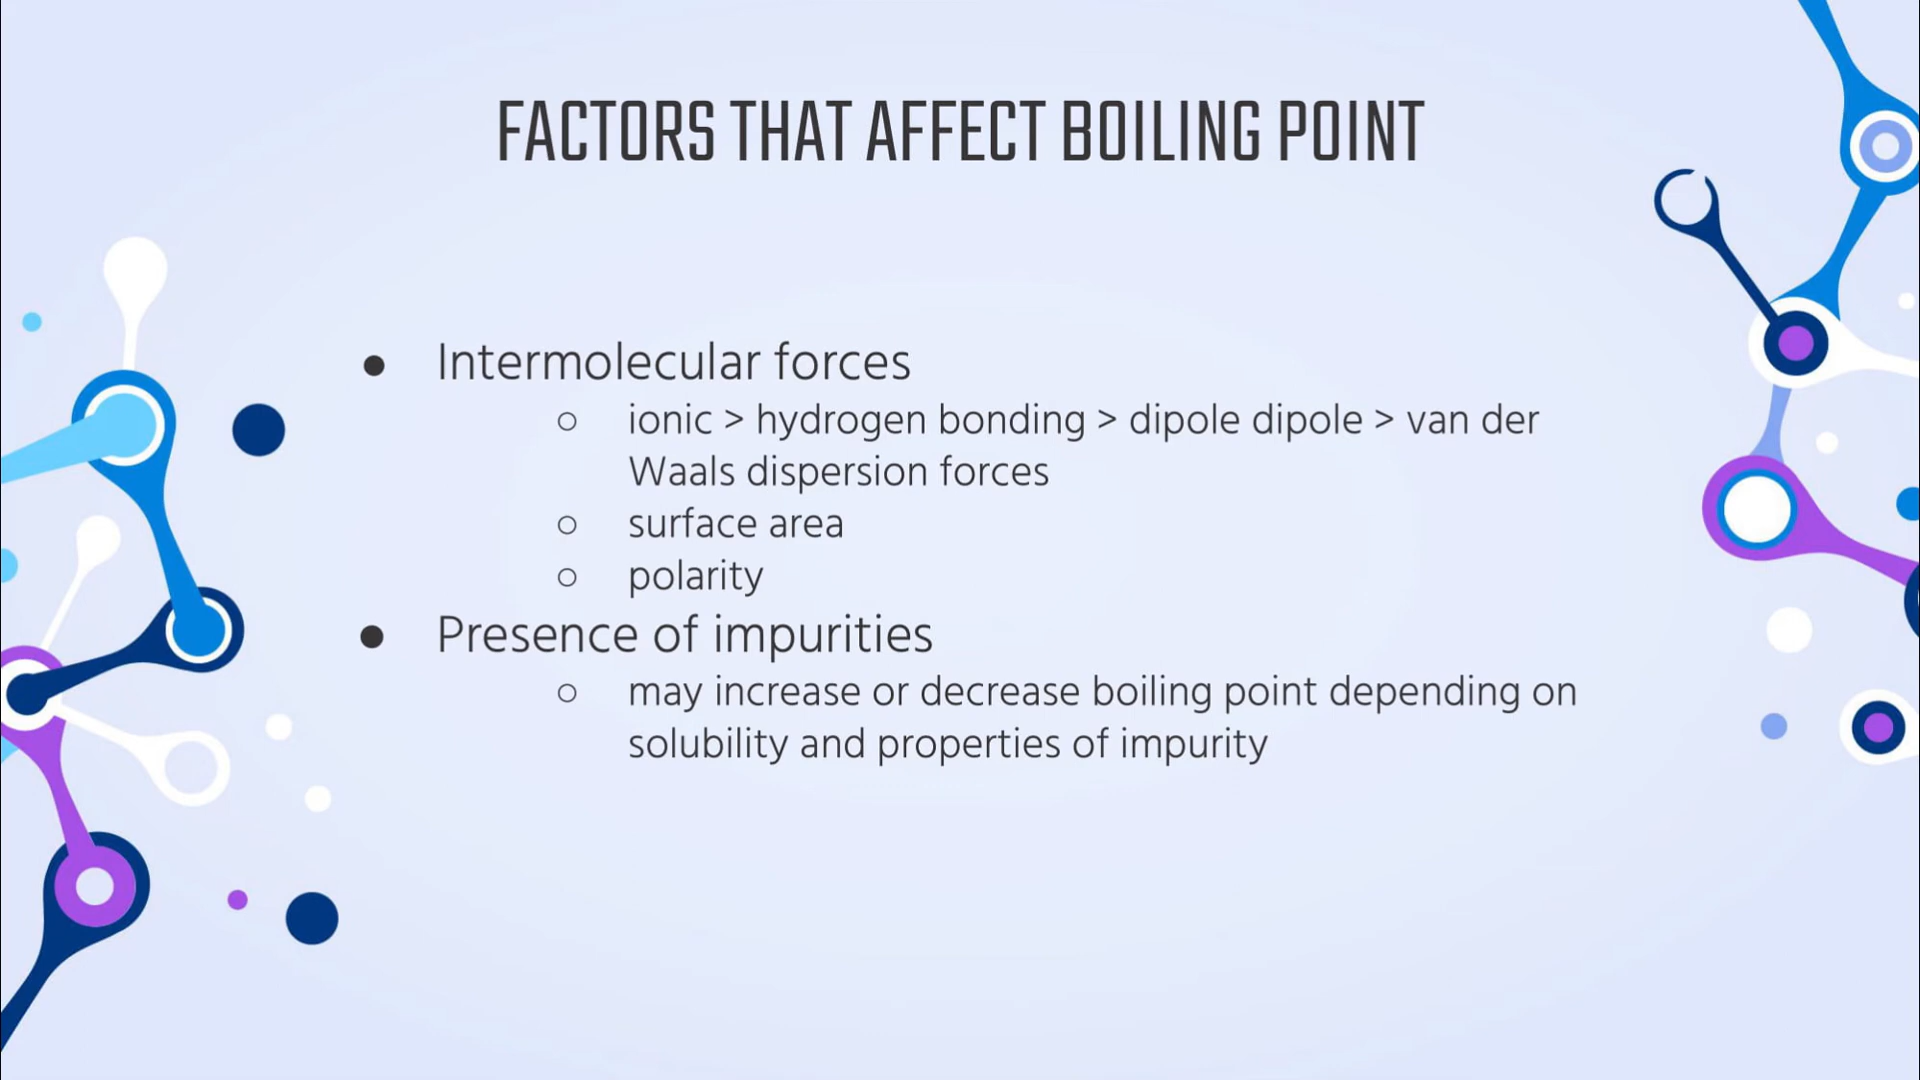 FACTORS THAT AFFECT BOILING POINT
● Intermolecular forces
○ ionic > hydrogen bonding > dipole dipole > van der
Waals dispersion forces
○ surface area
○ polarity
● Presence of impurities
○ may increase or decrease boiling point depending on
solubility and properties of impurity